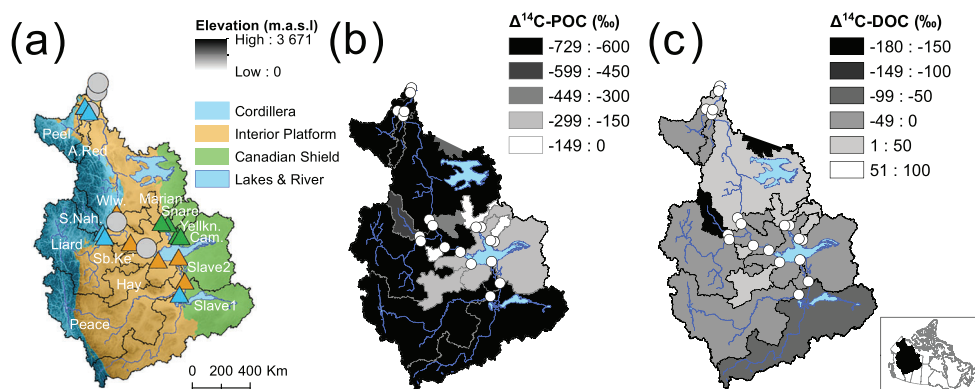 (a)
Elevation (m.a.s.l)
High : 3 671
Low : 0
Cordillera
Interior Platform
Canadian Shield
Lakes & River
Peel
A.Red
Wlw.
Marian
Snare
S.Nah.
Yellkn.
Cam.
Liard
Sb.Ke
Slave2
Hay
Slave1
Peace
0 200 400 Km
(b)
Δ¹⁴C-POC (‰)
-729 : -600
-599 : -450
-449 : -300
-299 : -150
-149 : 0
(c)
Δ¹⁴C-DOC (‰)
-180 : -150
-149 : -100
-99 : -50
-49 : 0
1 : 50
51 : 100